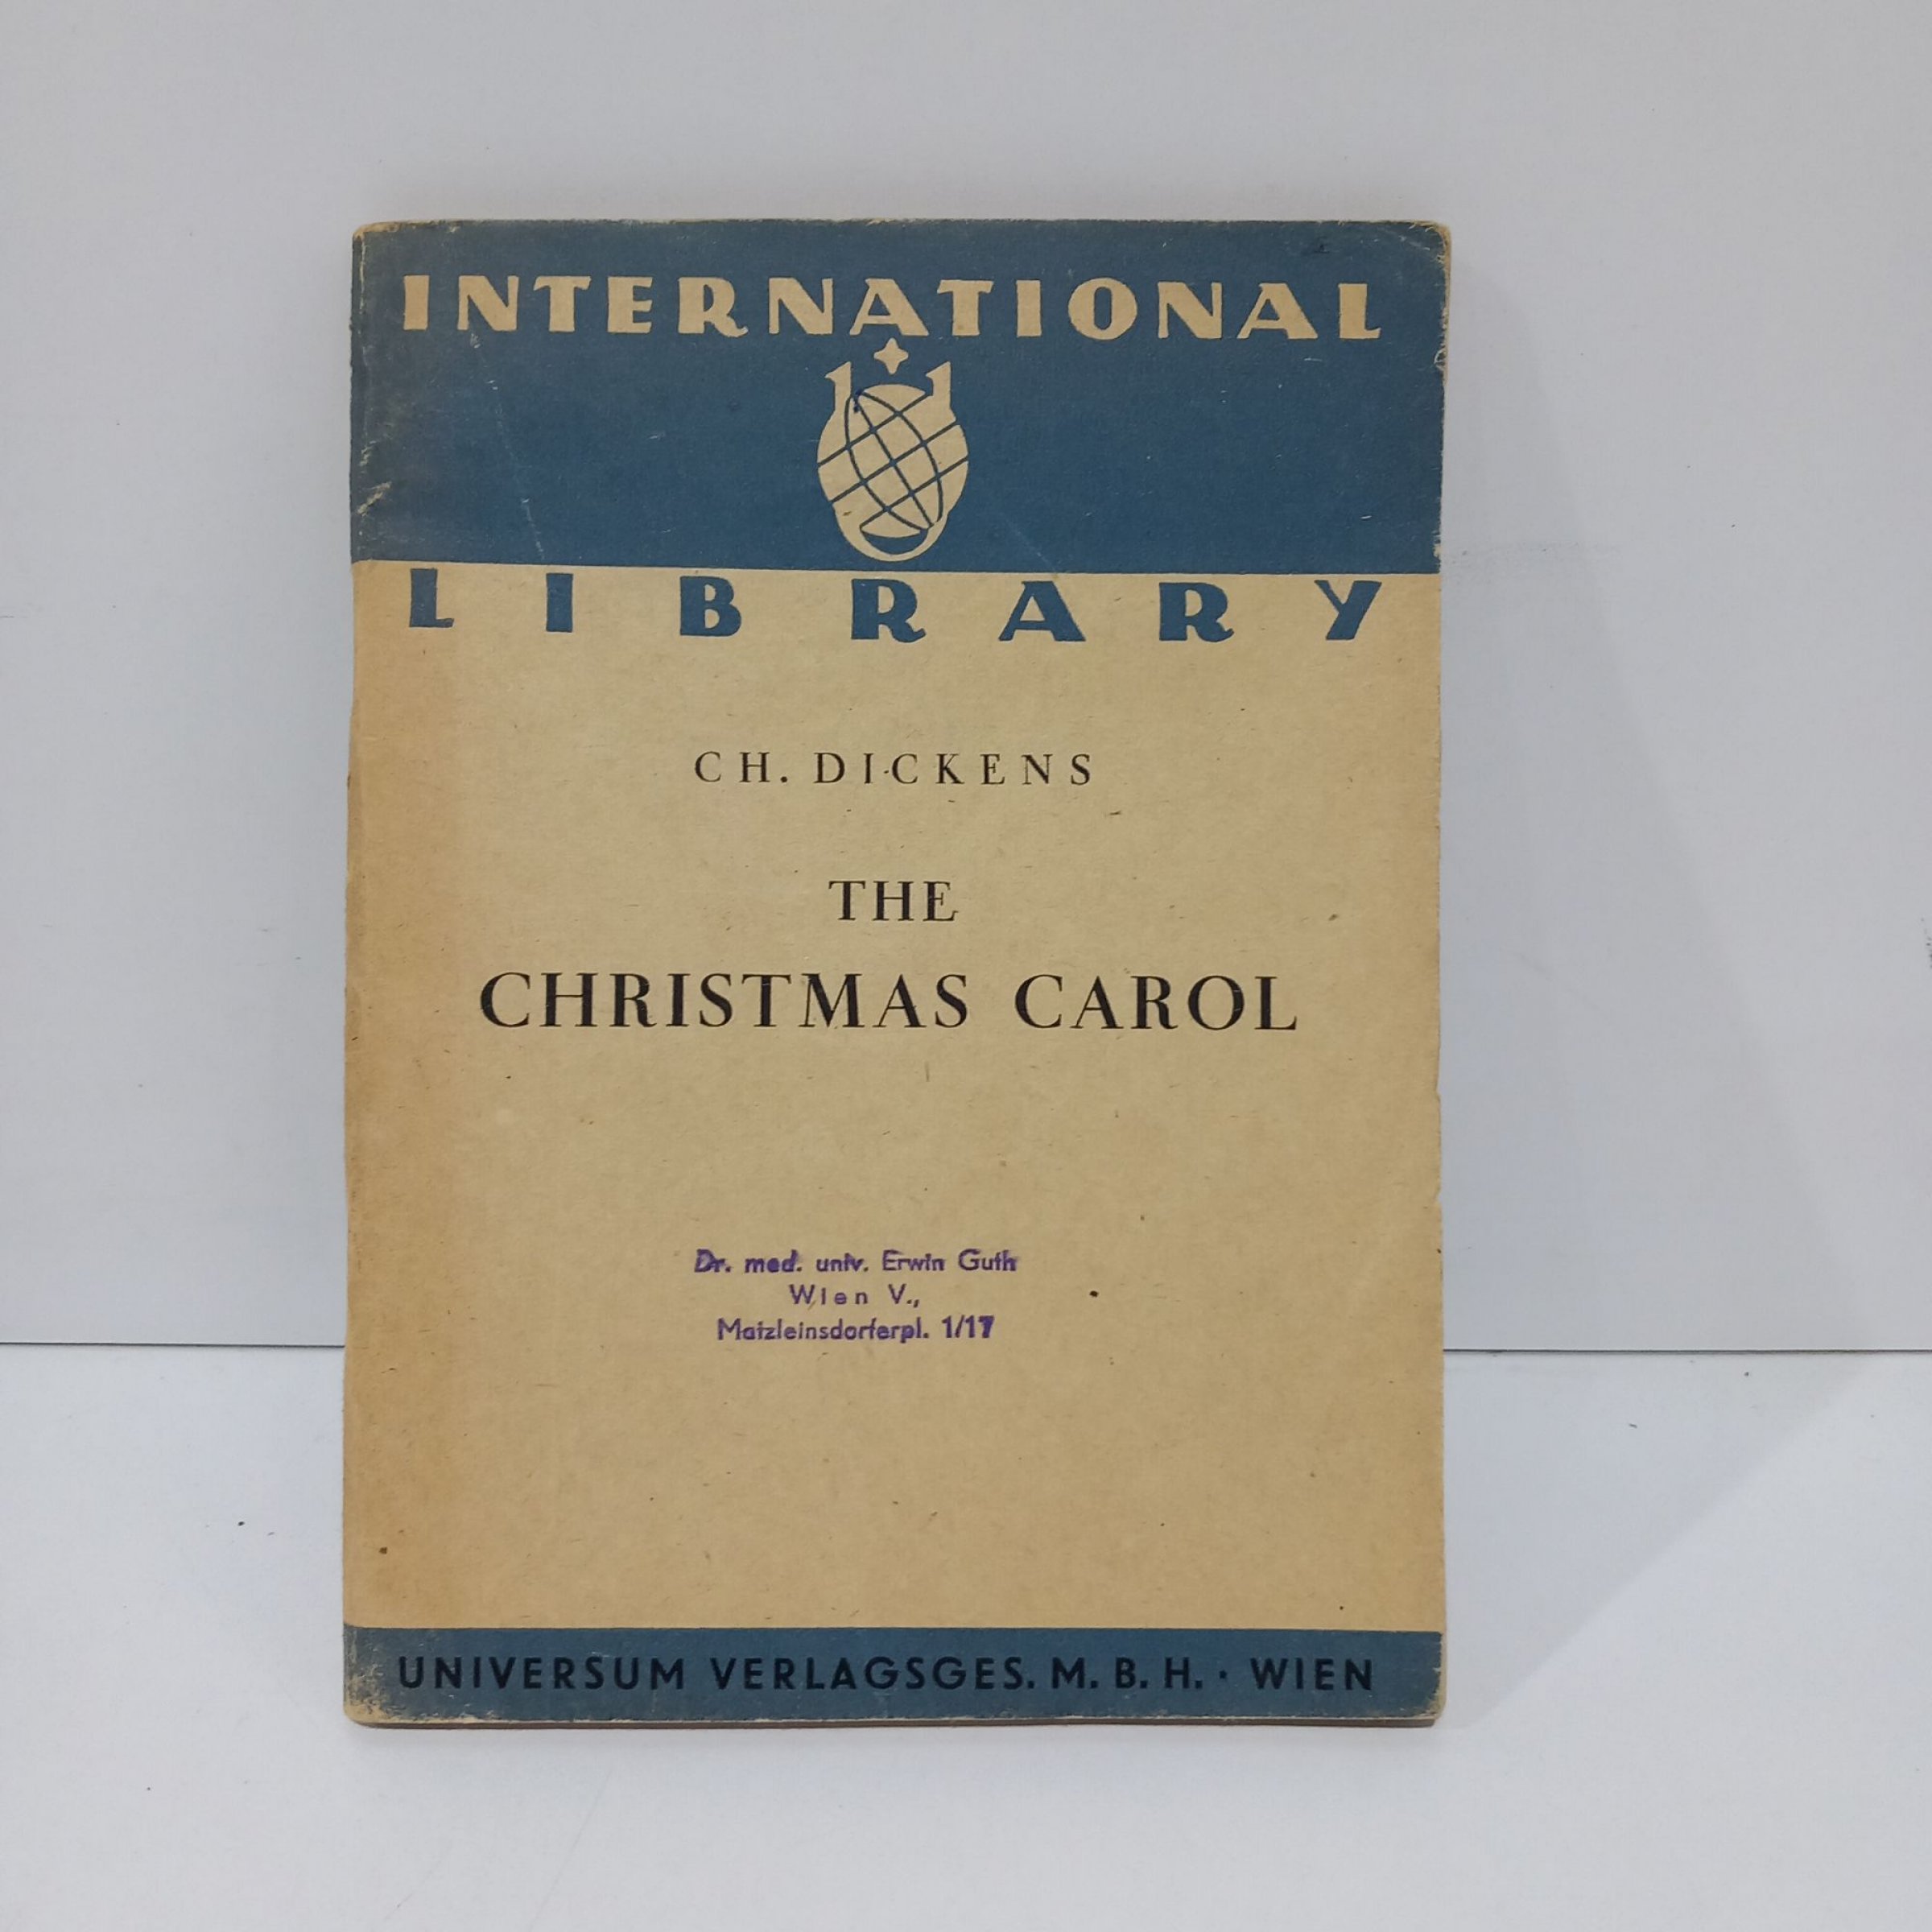 INTERNATIONAL
LIBRARY
CH. DICKENS
THE
CHRISTMAS CAROL
Dr. med. univ. Erwin Guth
Wien V.,
Matzleinsdorferpl. 1/17
UNIVERSUM VERLAGSGES. M. B. H. · WIEN